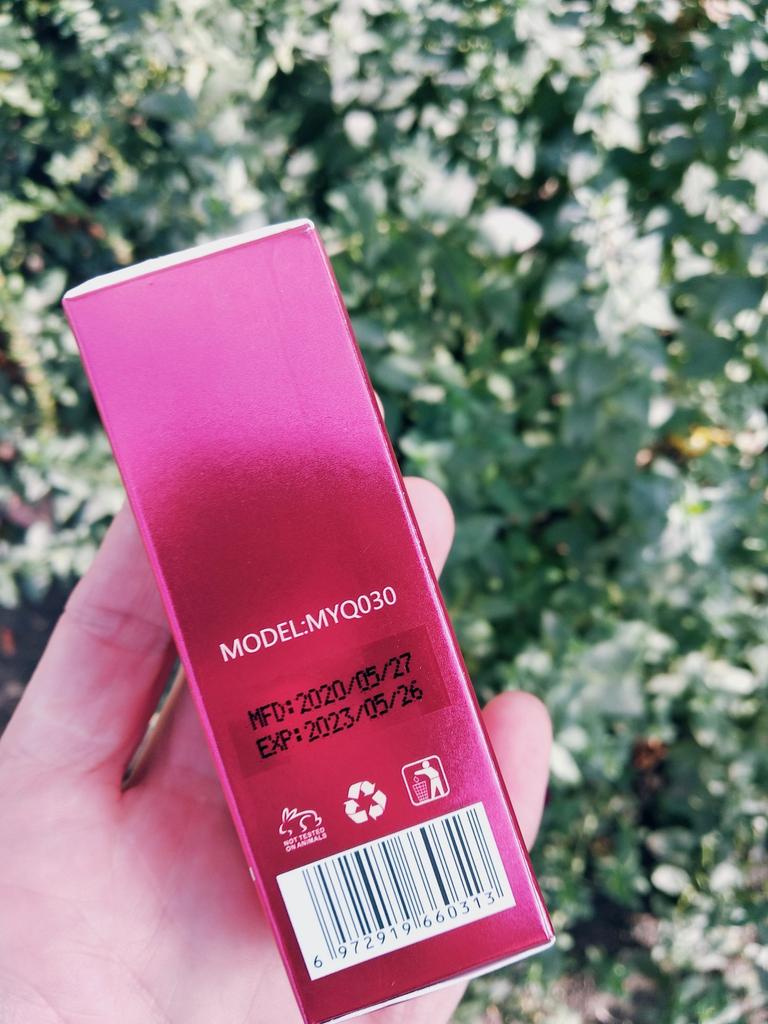 MODEL:MYQ030
MFD:2020/05/27
EXP:2023/05/26
NOT TESTED
ON ANIMALS
6 972919 660313